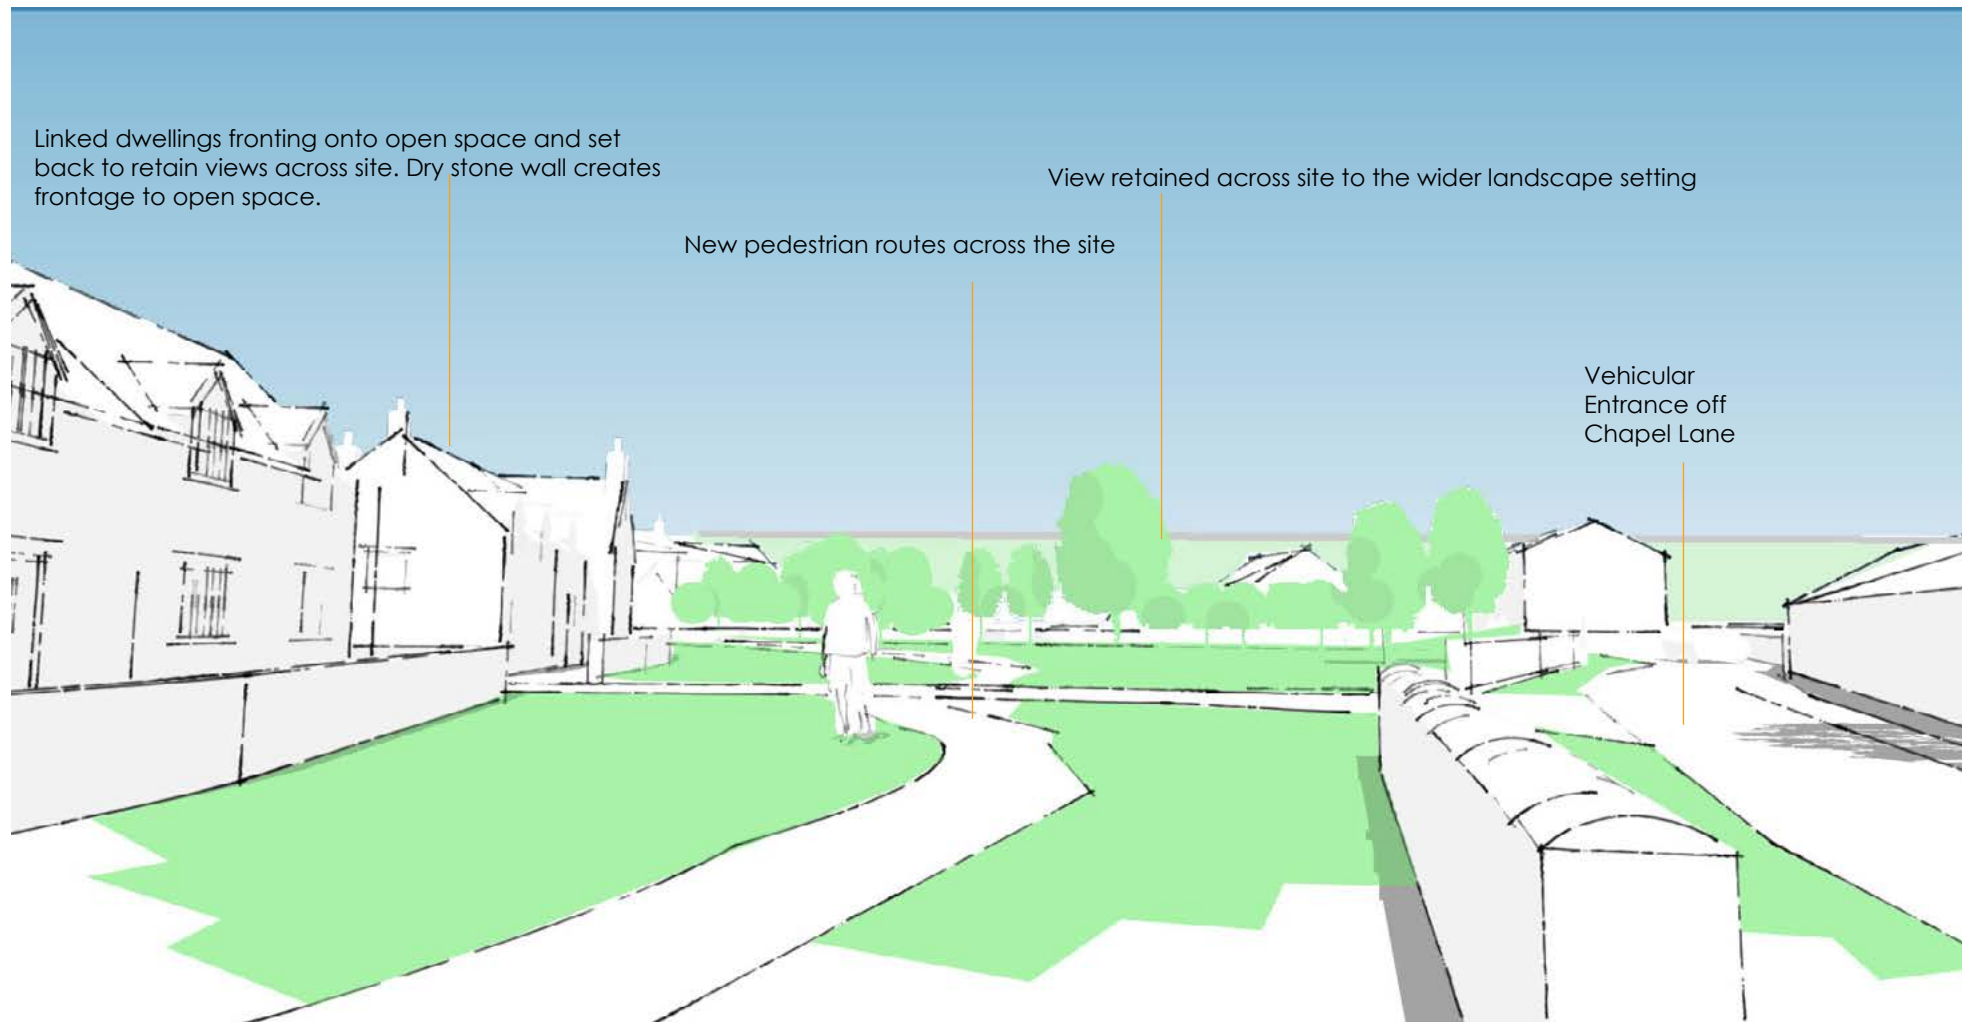 Linked dwellings fronting onto open space and set
back to retain views across site. Dry stone wall creates
frontage to open space.
View retained across site to the wider landscape setting
New pedestrian routes across the site
Vehicular
Entrance off
Chapel Lane